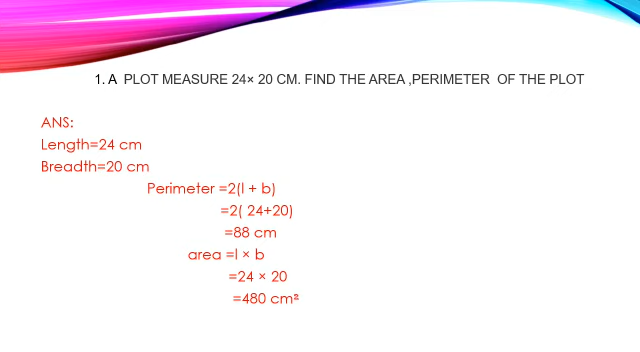 1. A PLOT MEASURE 24× 20 CM. FIND THE AREA ,PERIMETER OF THE PLOT
ANS:
Length=24 cm
Breadth=20 cm
Perimeter =2(l + b)
=2( 24+20)
=88 cm
area =l × b
=24 × 20
=480 cm²